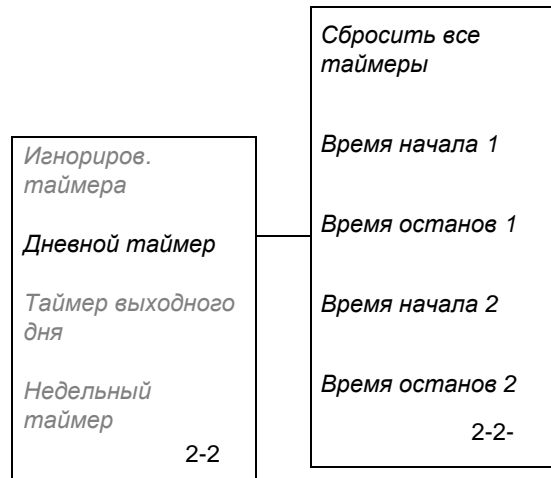 Игнориров.
таймера
Дневной таймер
Таймер выходного
дня
Недельный
таймер
2-2
Сбросить все
таймеры
Время начала 1
Время останов 1
Время начала 2
Время останов 2
2-2-